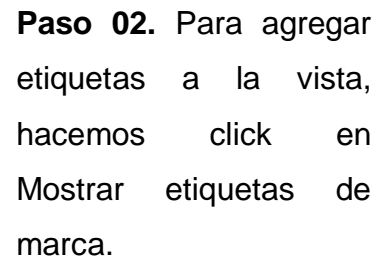 Paso 02. Para agregar
etiquetas a la vista,
hacemos click en
Mostrar etiquetas de
marca.